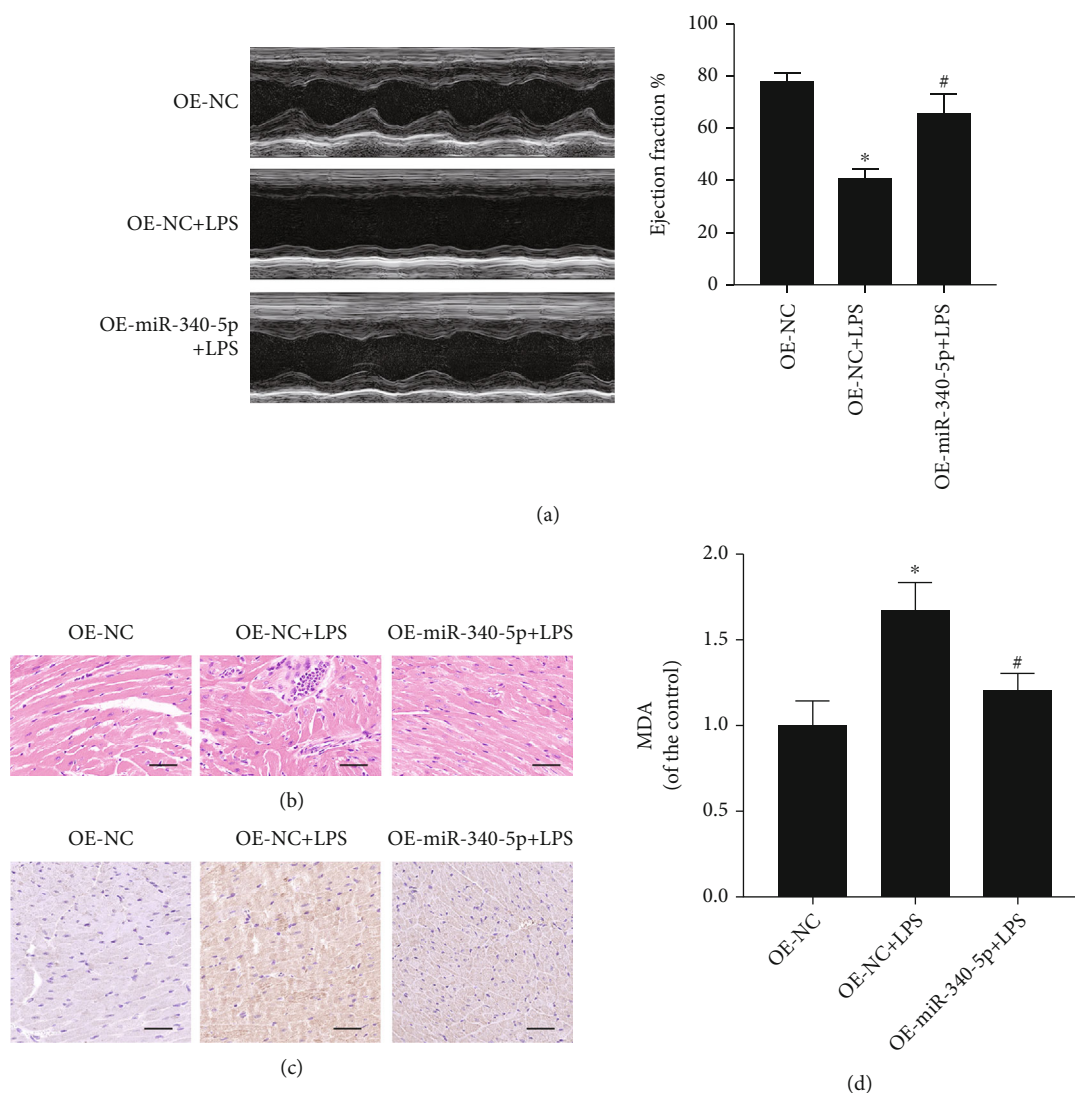 OE-NC
OE-NC+LPS
OE-miR-340-5p
+LPS
Ejection fraction %
100
80
60
40
20
0
*
#
OE-NC
OE-NC+LPS
OE-miR-340-5p+LPS
(a)
OE-NC
OE-NC+LPS
OE-miR-340-5p+LPS
(b)
OE-NC
OE-NC+LPS
OE-miR-340-5p+LPS
(c)
MDA
(of the control)
2.0
1.5
1.0
0.5
0.0
*
#
OE-NC
OE-NC+LPS
OE-miR-340-5p+LPS
(d)